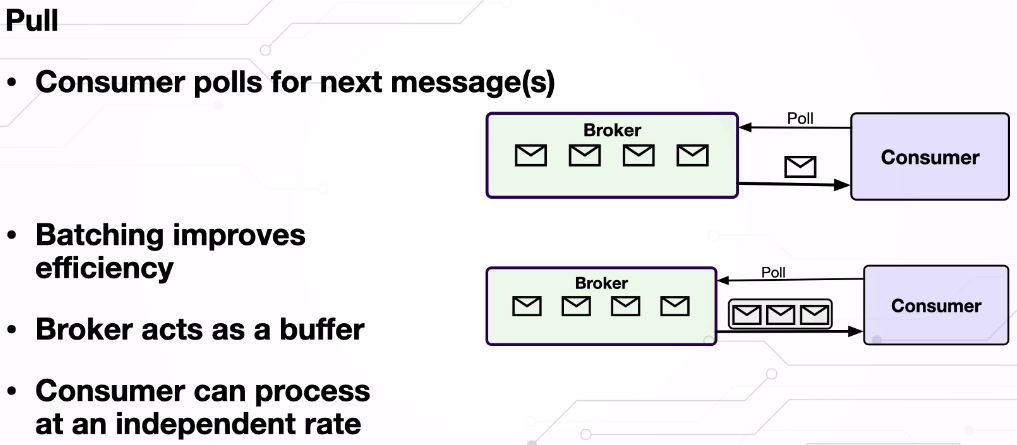 Pull
• Consumer polls for next message(s)
Broker
Poll
Consumer
• Batching improves
efficiency
Broker
Poll
Consumer
• Broker acts as a buffer
• Consumer can process
at an independent rate